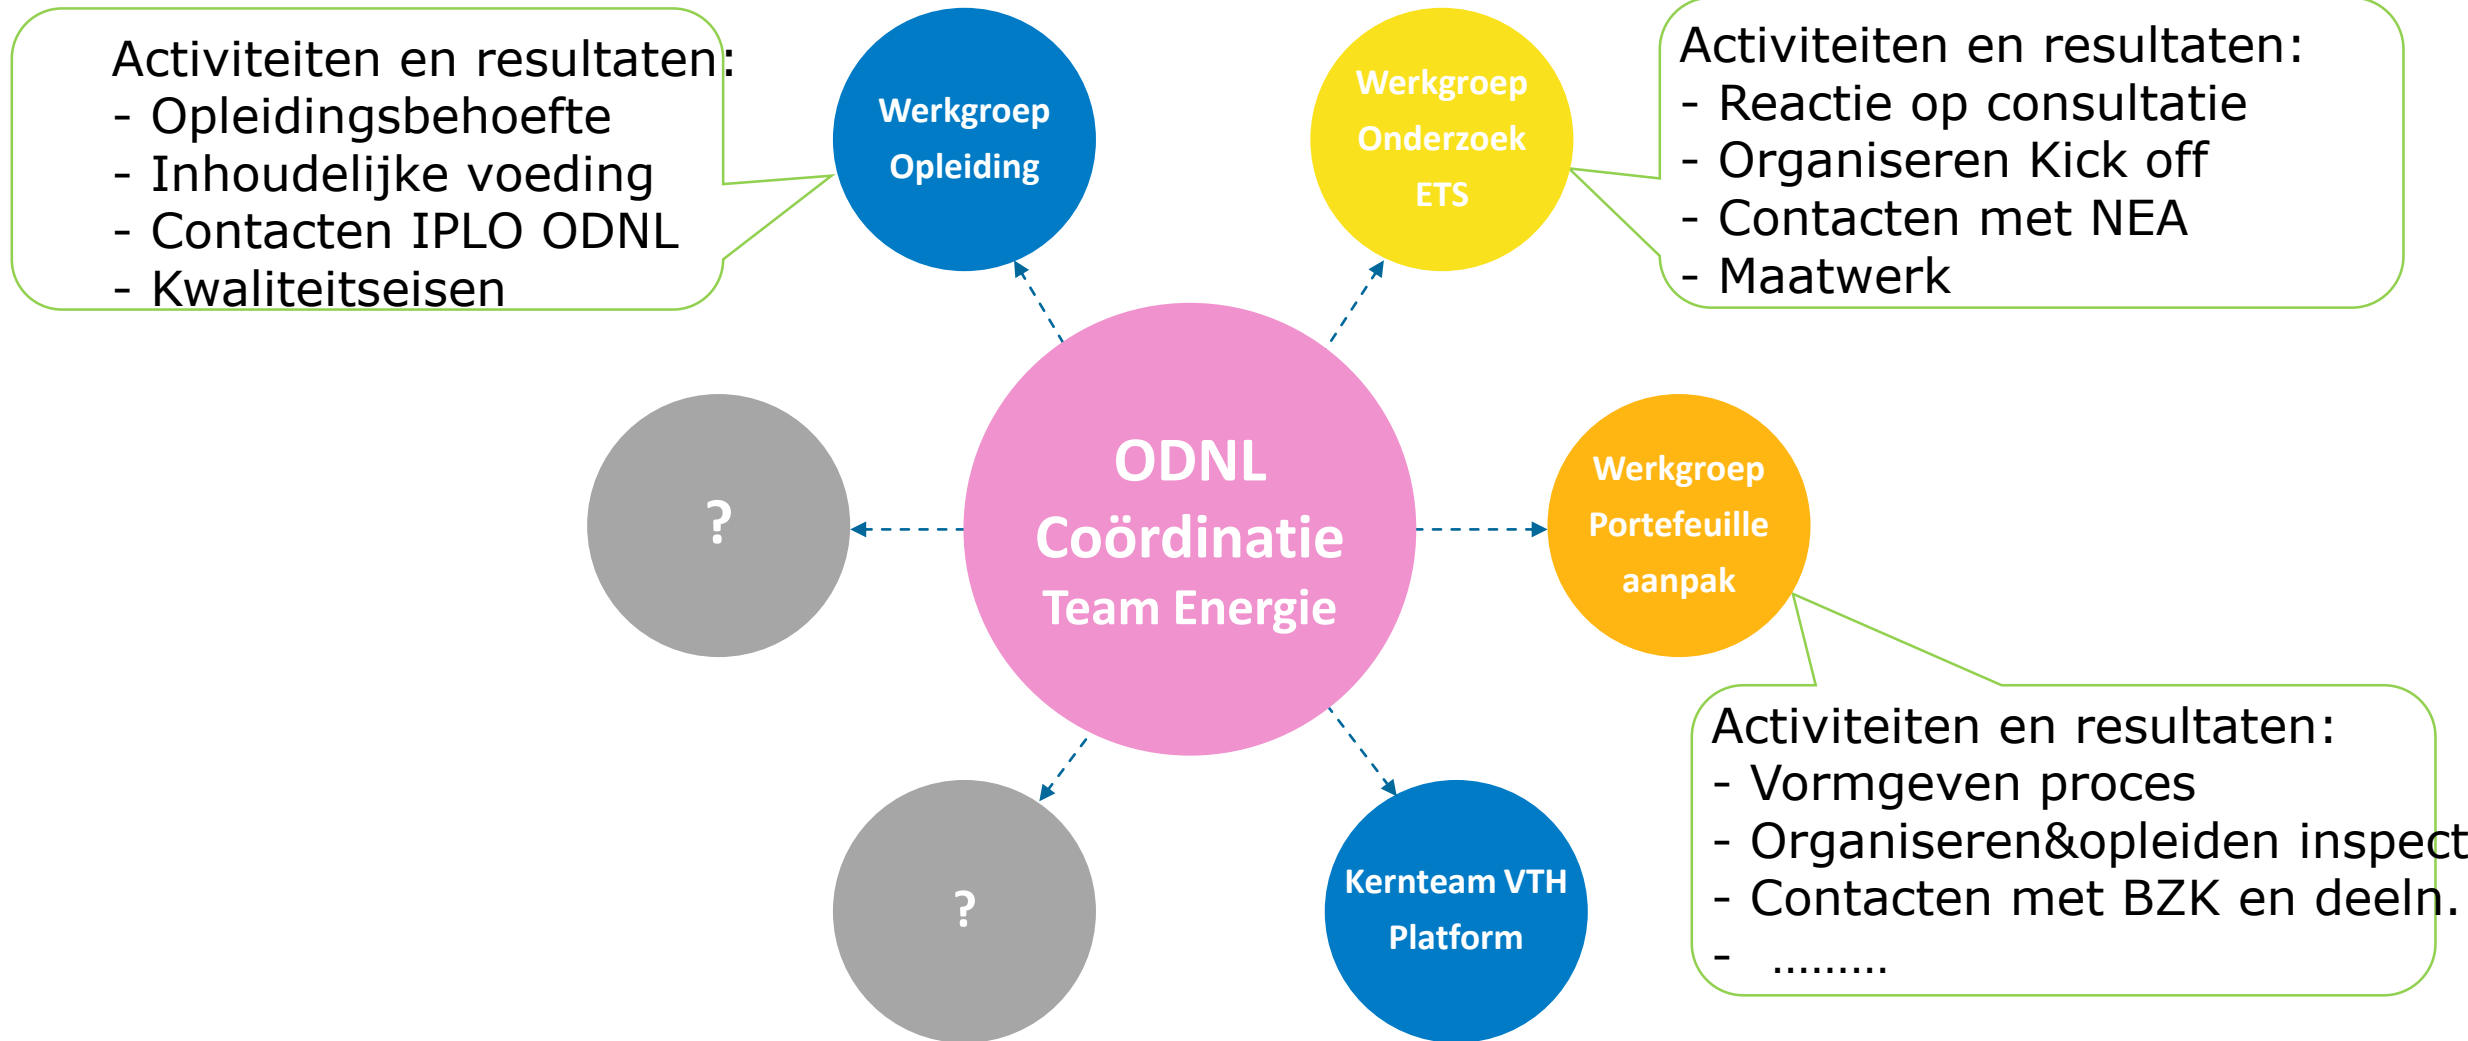 Activiteiten en resultaten:
- Opleidingsbehoefte
- Inhoudelijke voeding
- Contacten IPLO ODNL
- Kwaliteitseisen
Werkgroep
Opleiding
Werkgroep
Onderzoek
ETS
Activiteiten en resultaten:
- Reactie op consultatie
- Organiseren Kick off
- Contacten met NEA
- Maatwerk
?
ODNL
Coördinatie
Team Energie
Werkgroep
Portefeuille
aanpak
?
Kernteam VTH
Platform
Activiteiten en resultaten:
- Vormgeven proces
- Organiseren&opleiden inspect
- Contacten met BZK en deeln.
- .........